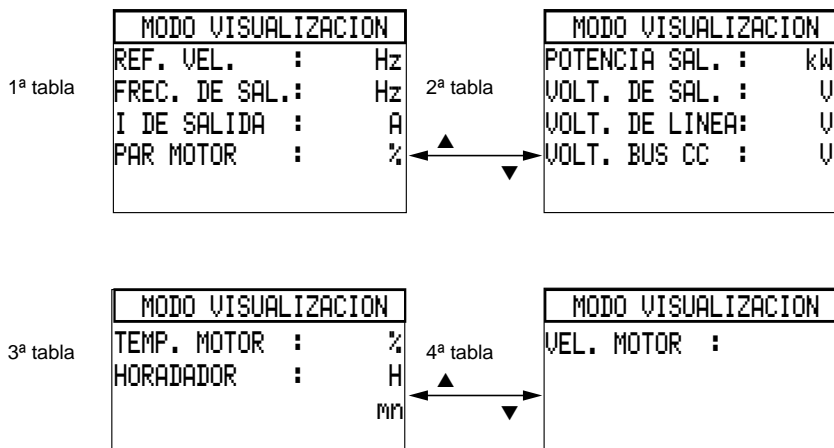 1ª tabla
MODO VISUALIZACION
REF. VEL. : Hz
FREC. DE SAL.: Hz
I DE SALIDA : A
PAR MOTOR : %
2ª tabla
MODO VISUALIZACION
POTENCIA SAL. : kW
VOLT. DE SAL. : V
VOLT. DE LINEA: V
VOLT. BUS CC : V
3ª tabla
MODO VISUALIZACION
TEMP. MOTOR : %
HORADADOR : H
mn
4ª tabla
MODO VISUALIZACION
VEL. MOTOR :